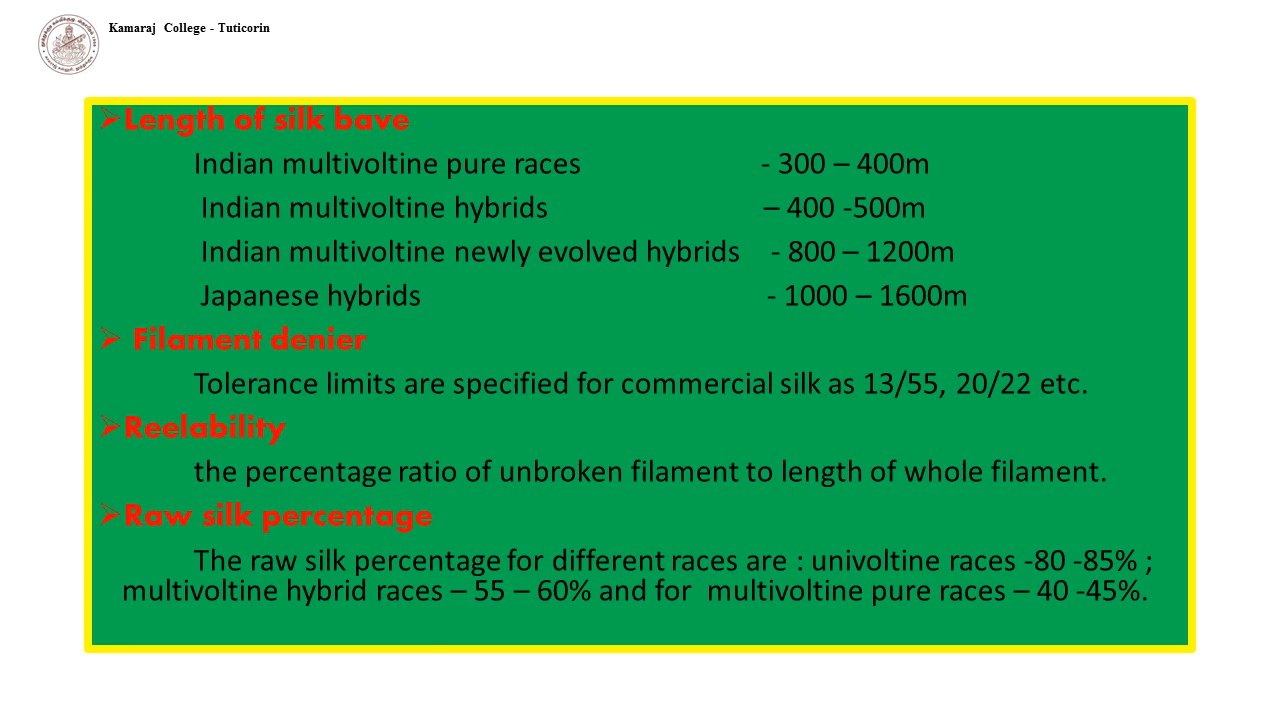 Kamaraj College - Tuticorin
Length of silk bave
Indian multivoltine pure races - 300 – 400m
Indian multivoltine hybrids – 400 -500m
Indian multivoltine newly evolved hybrids - 800 – 1200m
Japanese hybrids - 1000 – 1600m
Filament denier
Tolerance limits are specified for commercial silk as 13/55, 20/22 etc.
Reelability
the percentage ratio of unbroken filament to length of whole filament.
Raw silk percentage
The raw silk percentage for different races are : univoltine races -80 -85% ;
multivoltine hybrid races – 55 – 60% and for multivoltine pure races – 40 -45%.